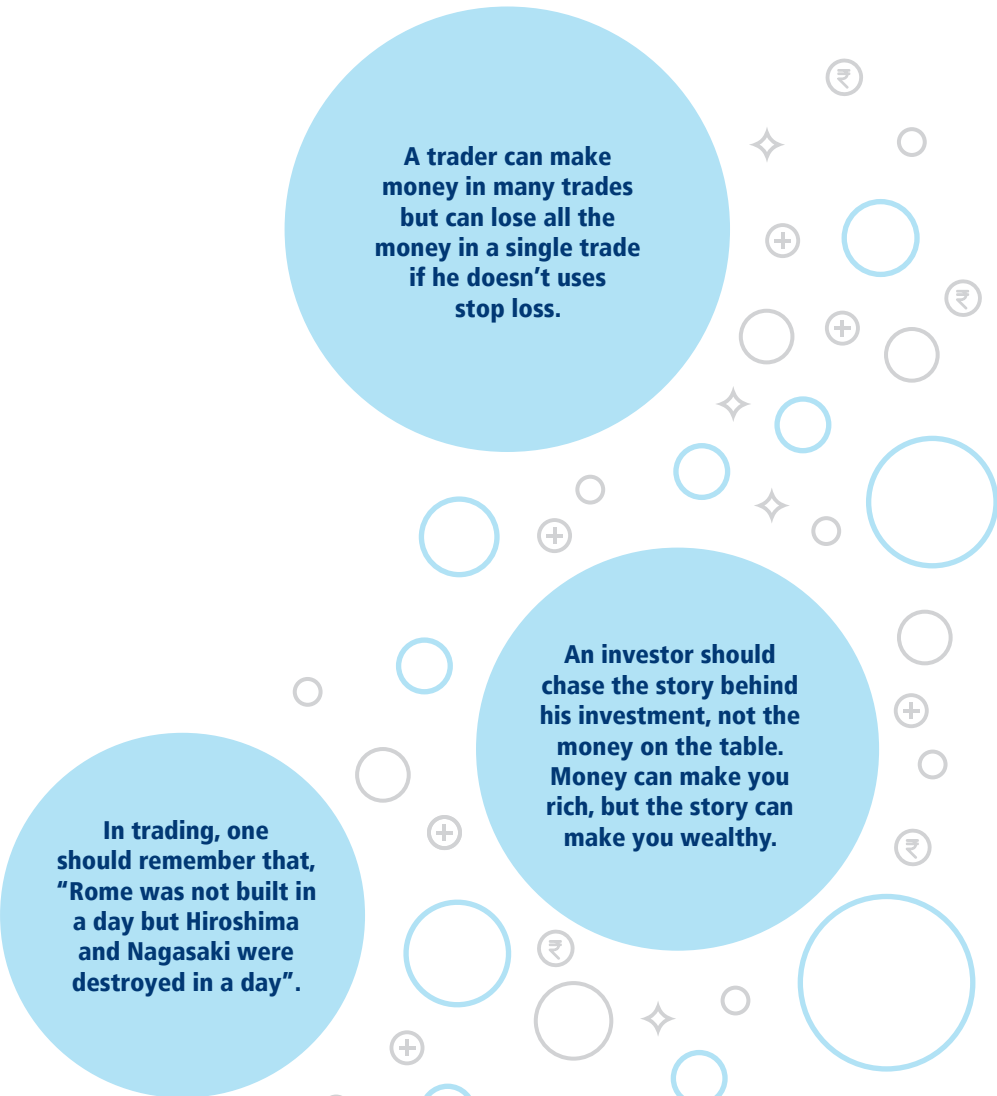 A trader can make
money in many trades
but can lose all the
money in a single trade
if he doesn’t uses
stop loss.
An investor should
chase the story behind
his investment, not the
money on the table.
Money can make you
rich, but the story can
make you wealthy.
In trading, one
should remember that,
“Rome was not built in
a day but Hiroshima
and Nagasaki were
destroyed in a day”.